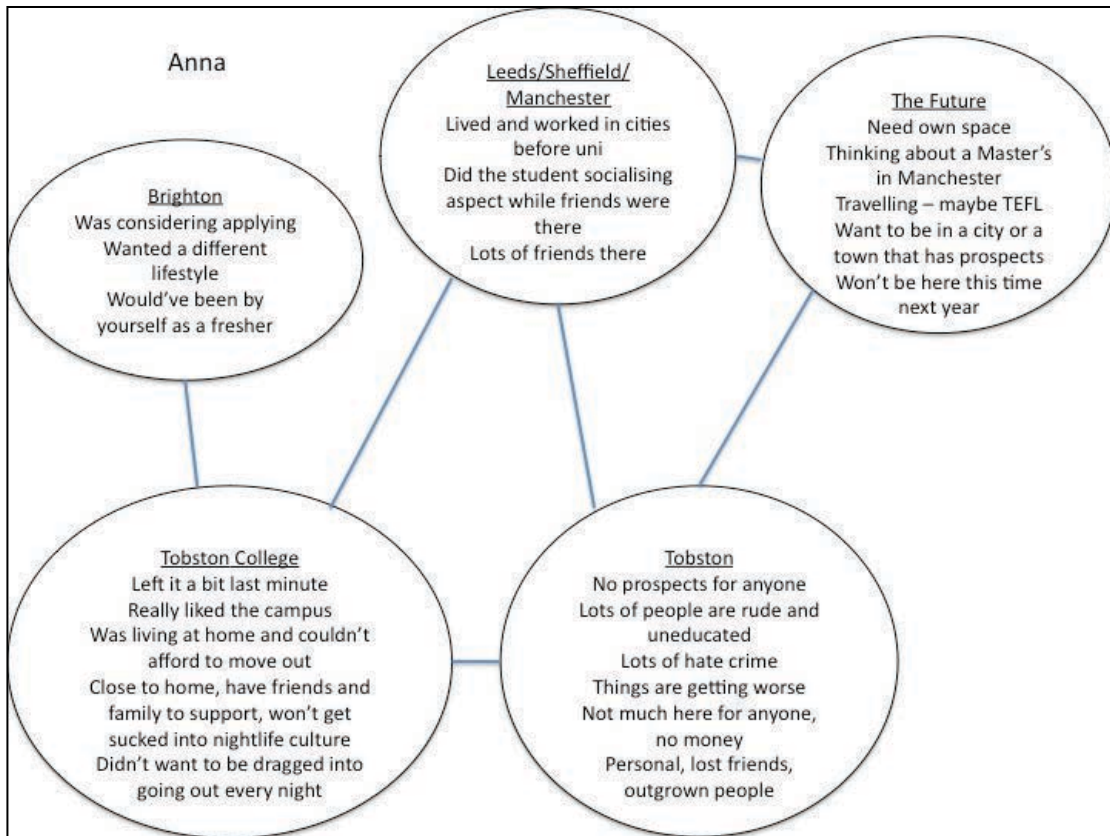 Anna
Brighton
Was considering applying
Wanted a different
lifestyle
Would've been by
yourself as a fresher
Leeds/Sheffield/
Manchester
Lived and worked in cities
before uni
Did the student socialising
aspect while friends were
there
Lots of friends there
The Future
Need own space
Thinking about a Master's
in Manchester
Travelling – maybe TEFL
Want to be in a city or a
town that has prospects
Won't be here this time
next year
Tobston College
Left it a bit last minute
Really liked the campus
Was living at home and couldn't
afford to move out
Close to home, have friends and
family to support, won't get
sucked into nightlife culture
Didn't want to be dragged into
going out every night
Tobston
No prospects for anyone
Lots of people are rude and
uneducated
Lots of hate crime
Things are getting worse
Not much here for anyone,
no money
Personal, lost friends,
outgrown people